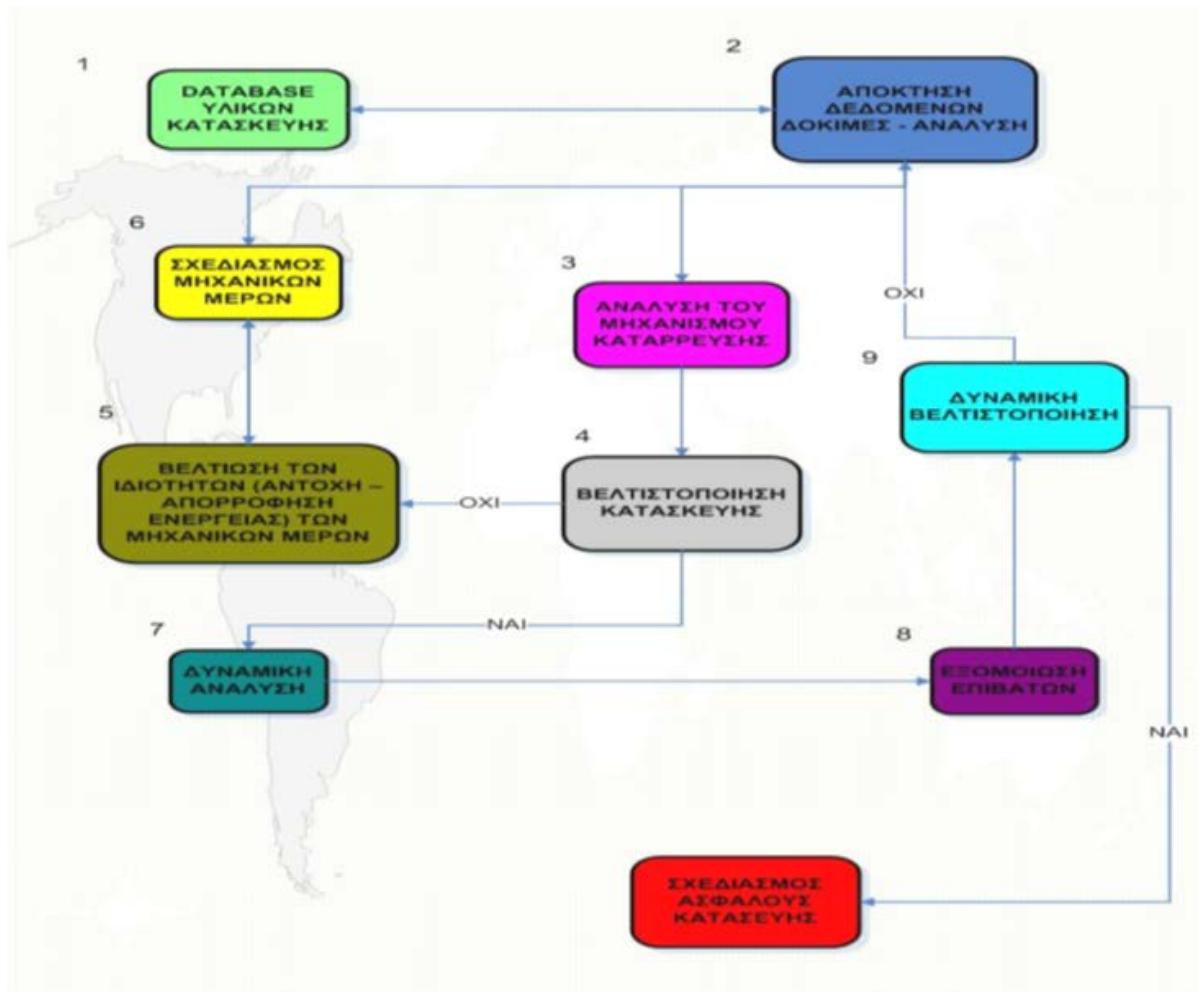 1
DATABASE
ΥΛΙΚΩΝ
ΚΑΤΑΣΚΕΥΗΣ
2
ΑΠΟΚΤΗΣΗ
ΔΕΔΟΜΕΝΩΝ
ΔΟΚΙΜΕΣ - ΑΝΑΛΥΣΗ
6
ΣΧΕΔΙΑΣΜΟΣ
ΜΗΧΑΝΙΚΩΝ
ΜΕΡΩΝ
3
ΑΝΑΛΥΣΗ ΤΟΥ
ΜΗΧΑΝΙΣΜΟΥ
ΚΑΤΑΡΡΕΥΣΗΣ
ΟΧΙ
9
ΔΥΝΑΜΙΚΗ
ΒΕΛΤΙΣΤΟΠΟΙΗΣΗ
5
ΒΕΛΤΙΩΣΗ ΤΩΝ
ΙΔΙΟΤΗΤΩΝ (ΑΝΤΟΧΗ –
ΑΠΟΡΡΟΦΗΣΗ
ΕΝΕΡΓΕΙΑΣ) ΤΩΝ
ΜΗΧΑΝΙΚΩΝ ΜΕΡΩΝ
ΟΧΙ
4
ΒΕΛΤΙΣΤΟΠΟΙΗΣΗ
ΚΑΤΑΣΚΕΥΗΣ
ΝΑΙ
7
ΔΥΝΑΜΙΚΗ
ΑΝΑΛΥΣΗ
8
ΕΞΟΜΟΙΩΣΗ
ΕΠΙΒΑΤΩΝ
ΝΑΙ
ΣΧΕΔΙΑΣΜΟΣ
ΑΣΦΑΛΟΥΣ
ΚΑΤΑΣΕΥΗΣ